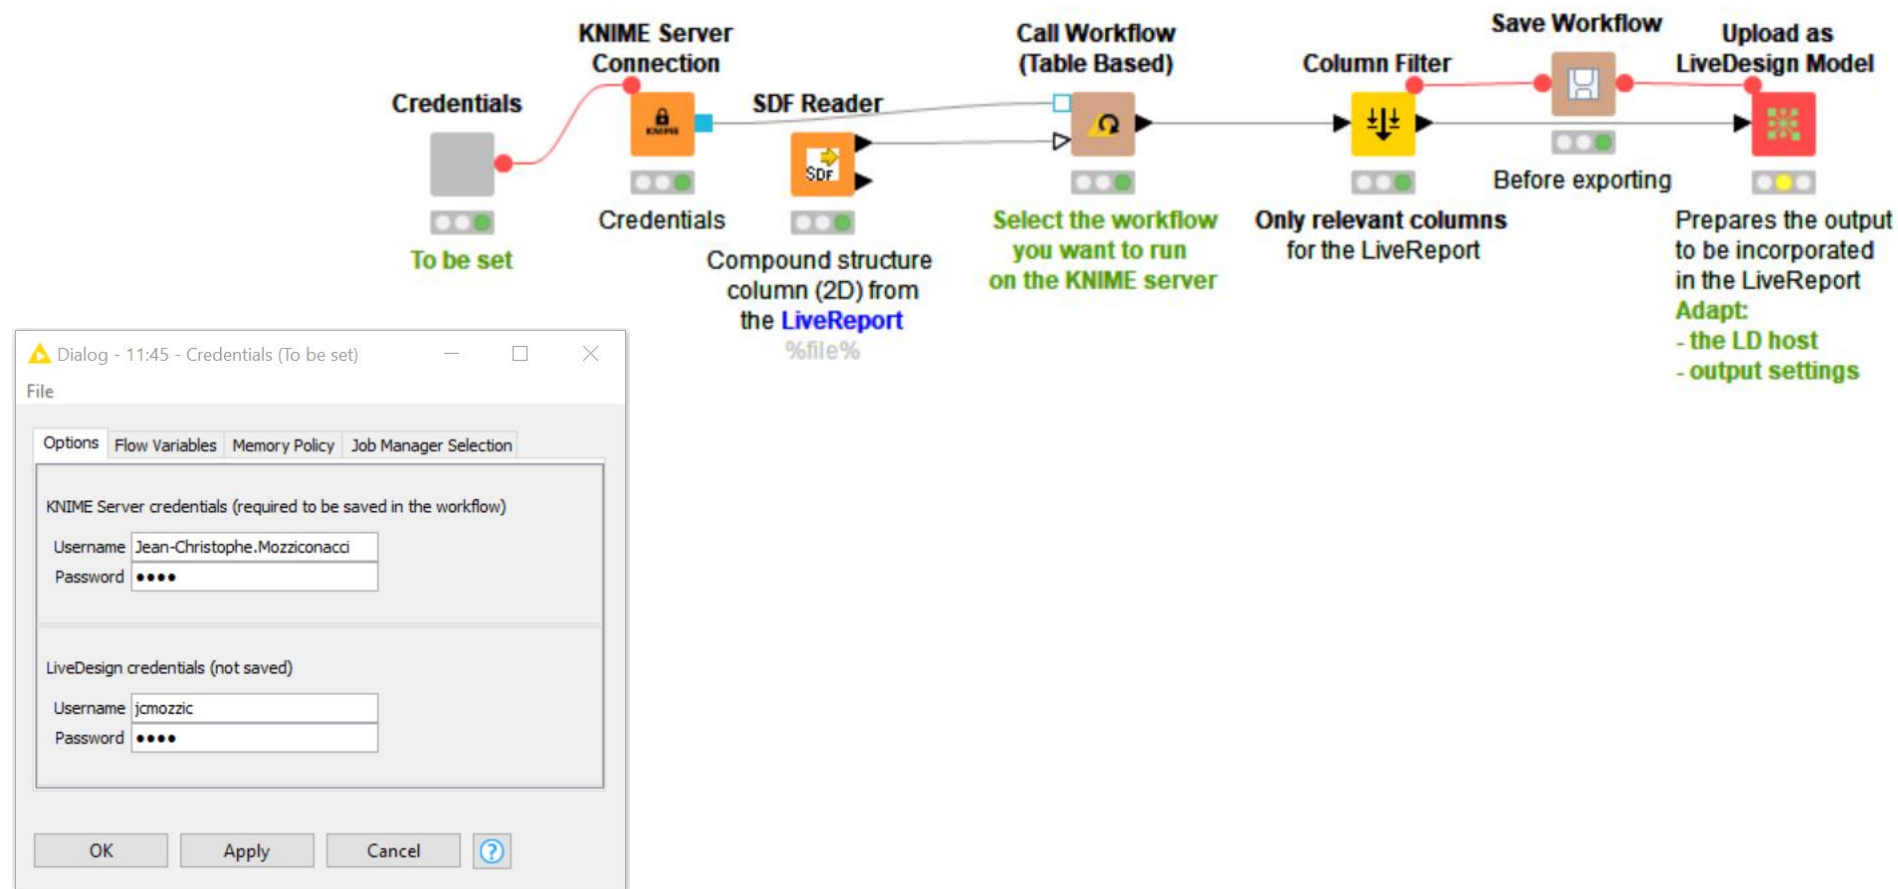 KNIME Server
Connection
Call Workflow
(Table Based)
Save Workflow
Upload as
LiveDesign Model
Credentials
SDF Reader
Column Filter
KNIME
SDF
To be set
Credentials
Compound structure
column (2D) from
the LiveReport
%file%
Select the workflow
you want to run
on the KNIME server
Only relevant columns
for the LiveReport
Before exporting
Prepares the output
to be incorporated
in the LiveReport
Adapt:
- the LD host
- output settings
Dialog - 11:45 - Credentials (To be set)
File
Options Flow Variables Memory Policy Job Manager Selection
KNIME Server credentials (required to be saved in the workflow)
Username Jean-Christophe.Mozziconacci
Password ••••
LiveDesign credentials (not saved)
Username jcmozzic
Password ••••
OK Apply Cancel ?